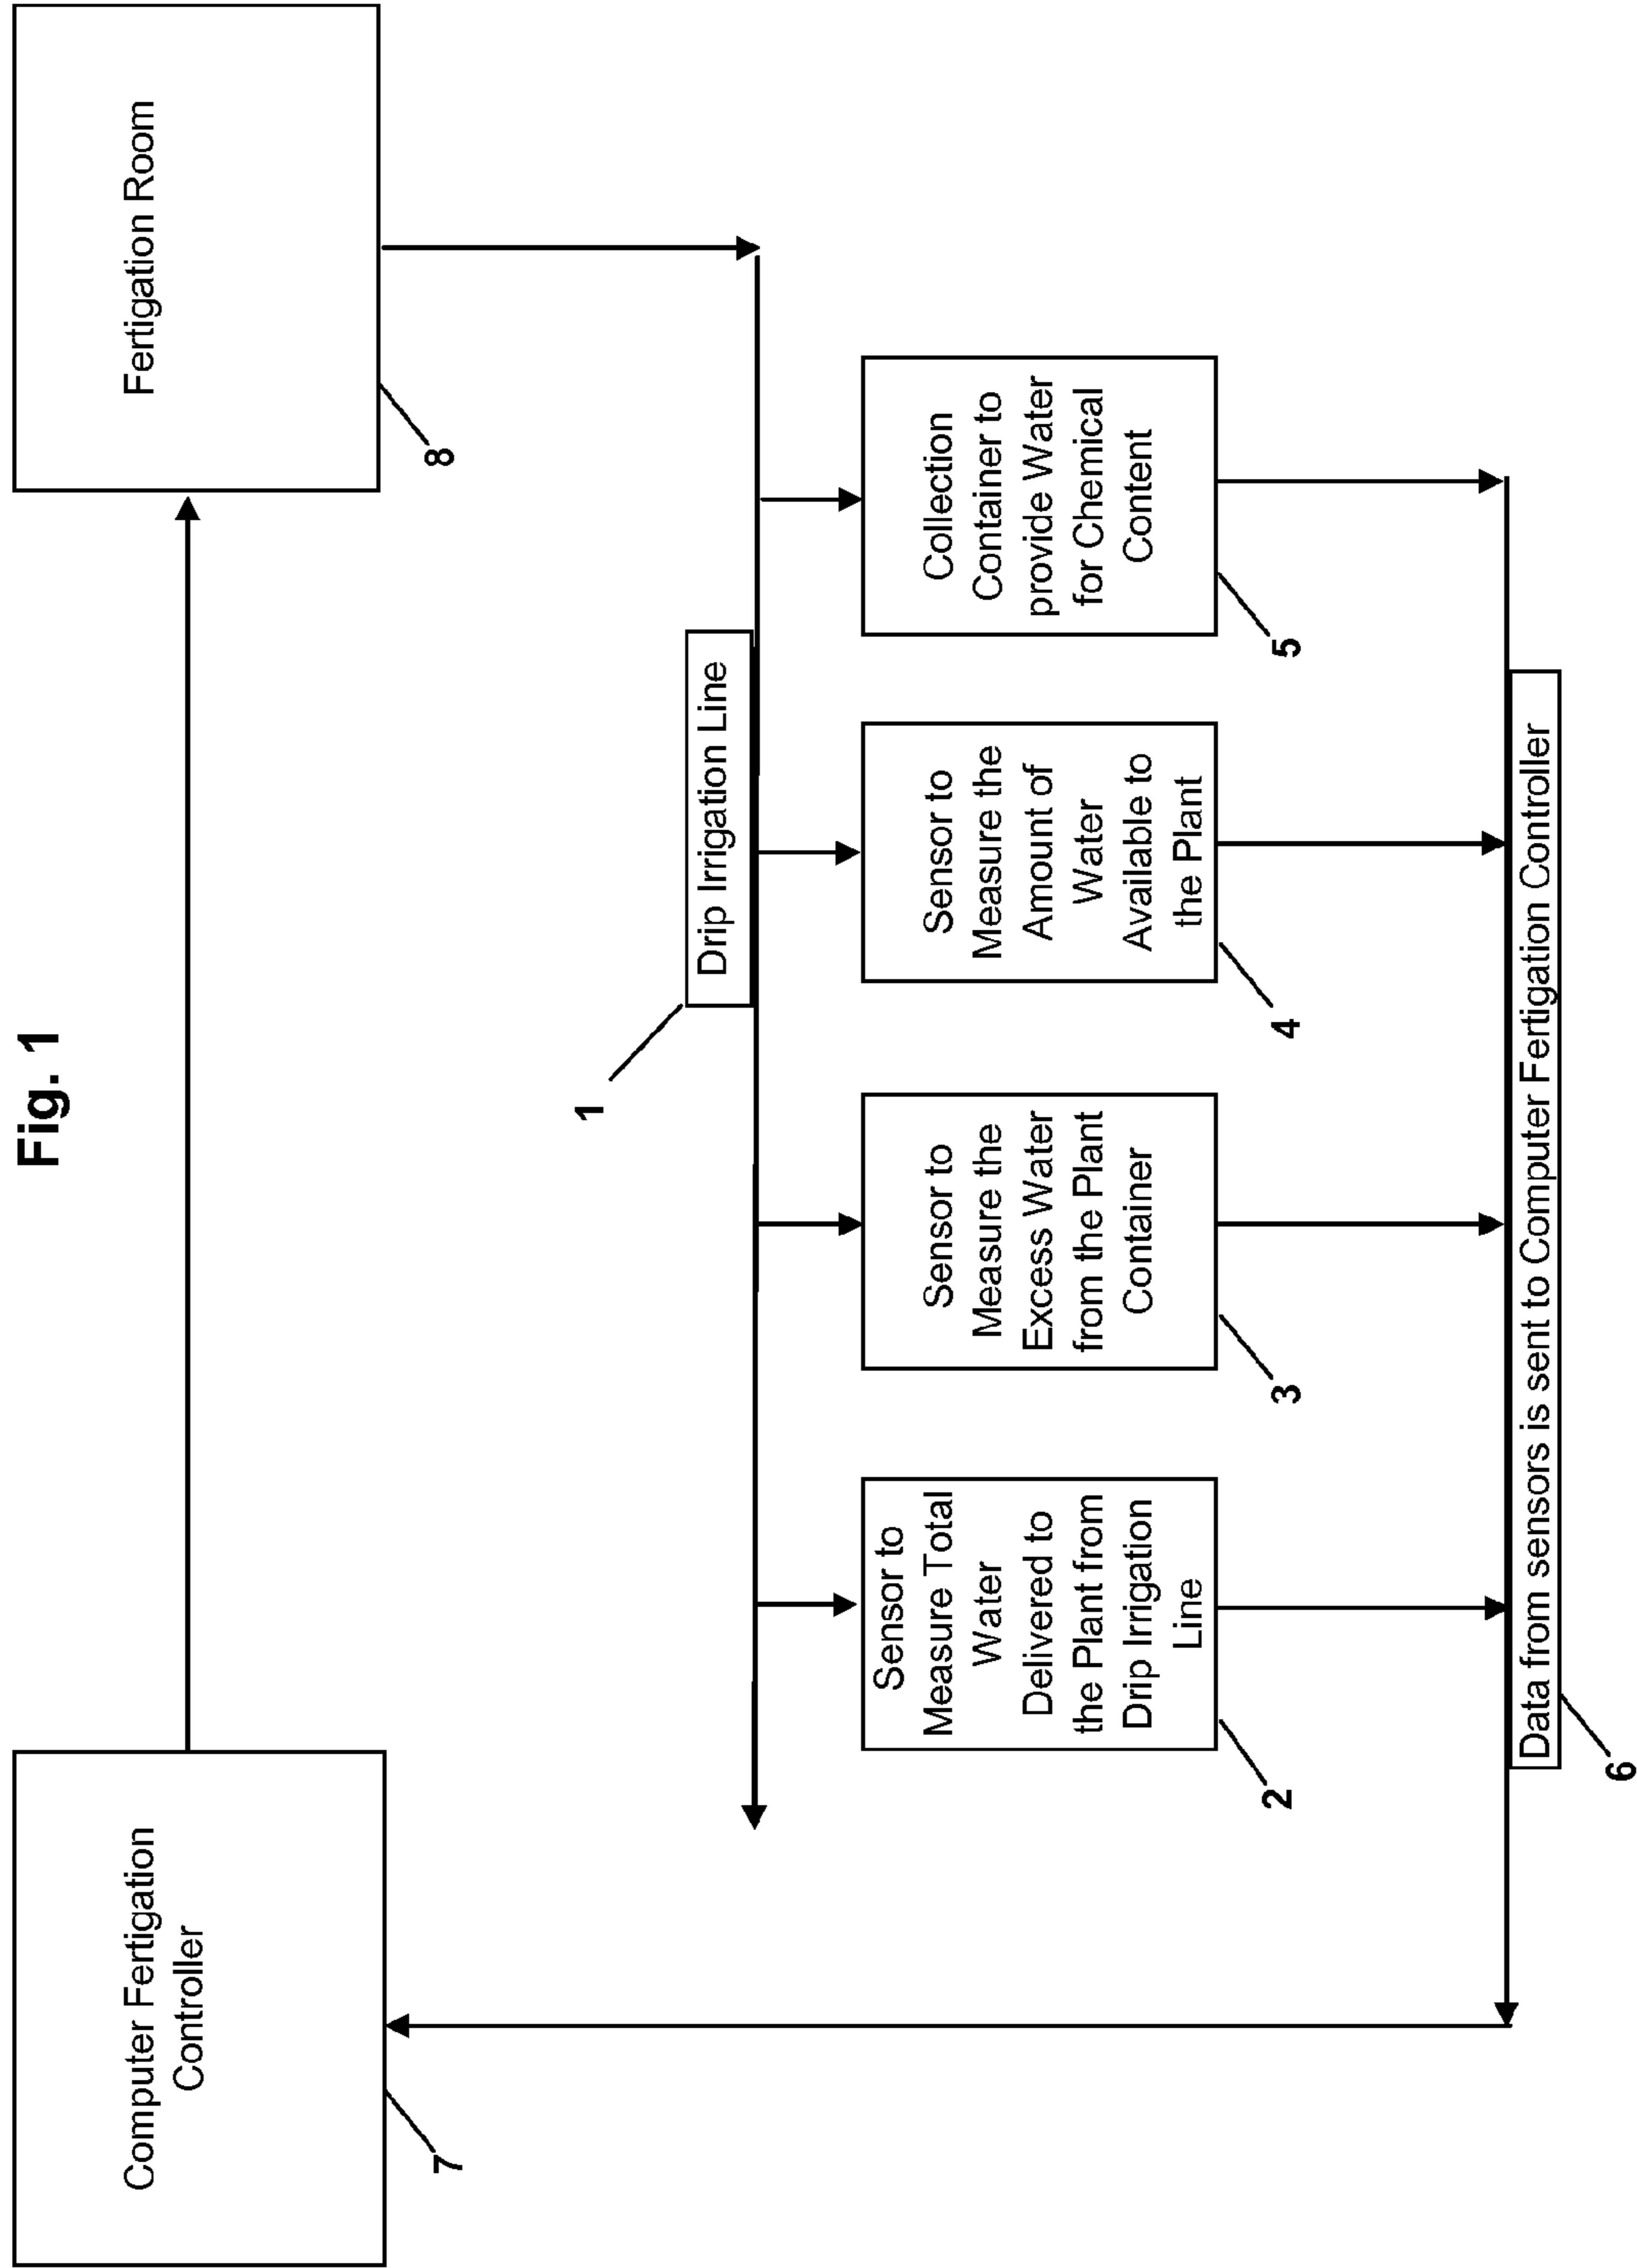 Fig. 1
Computer Fertigation
Controller
7
Fertigation Room
8
Drip Irrigation Line
1
Sensor to
Measure Total
Water
Delivered to
the Plant from
Drip Irrigation
Line
2
Sensor to
Measure the
Excess Water
from the Plant
Container
3
Sensor to
Measure the
Amount of
Water
Available to
the Plant
4
Collection
Container to
provide Water
for Chemical
Content
5
Data from sensors is sent to Computer Fertigation Controller
6